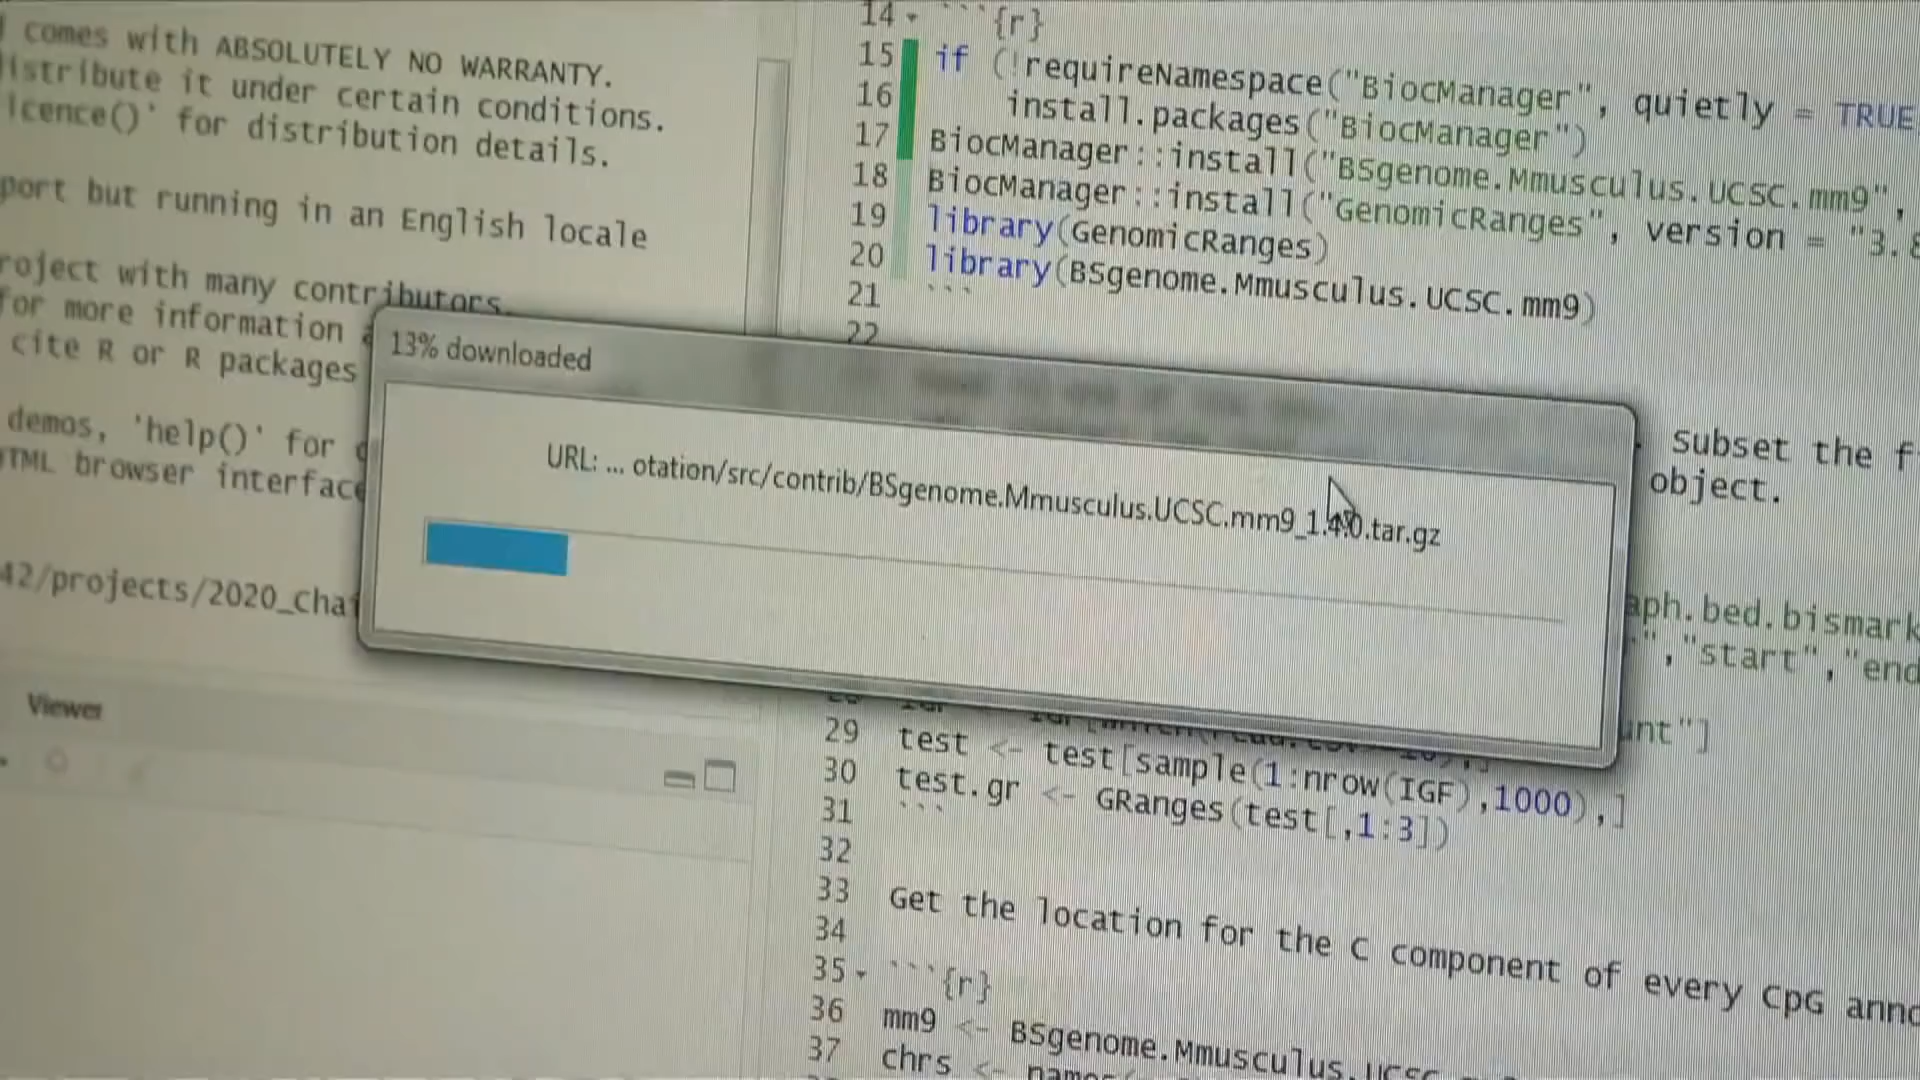 comes with ABSOLUTELY NO WARRANTY.
istribute it under certain conditions.
icence()' for distribution details.
port but running in an English locale
roject with many contributors.
for more information
cite R or R packages
demos, 'help()' for
TML browser interface
42/projects/2020_Chai
Viewer
14 ```{r}
15 if (!requireNamespace("BiocManager", quietly = TRUE
16 install.packages("BiocManager")
17 BiocManager::install("BSgenome.Mmusculus.UCSC.mm9",
18 BiocManager::install("GenomicRanges", version = "3.8
19 library(GenomicRanges)
20 library(BSgenome.Mmusculus.UCSC.mm9)
21 ```
22
13% downloaded
URL: ... otation/src/contrib/BSgenome.Mmusculus.UCSC.mm9_1.4.0.tar.gz
subset the f
object.
aph.bed.bismark
","start","end
unt"]
29 test <- test[sample(1:nrow(IGF),1000),]
30 test.gr <- GRanges(test[,1:3])
31 ```
32
33 Get the location for the C component of every CpG anno
34
35 ```{r}
36 mm9 <- BSgenome.Mmusculus.UCSC
37 chrs <- names